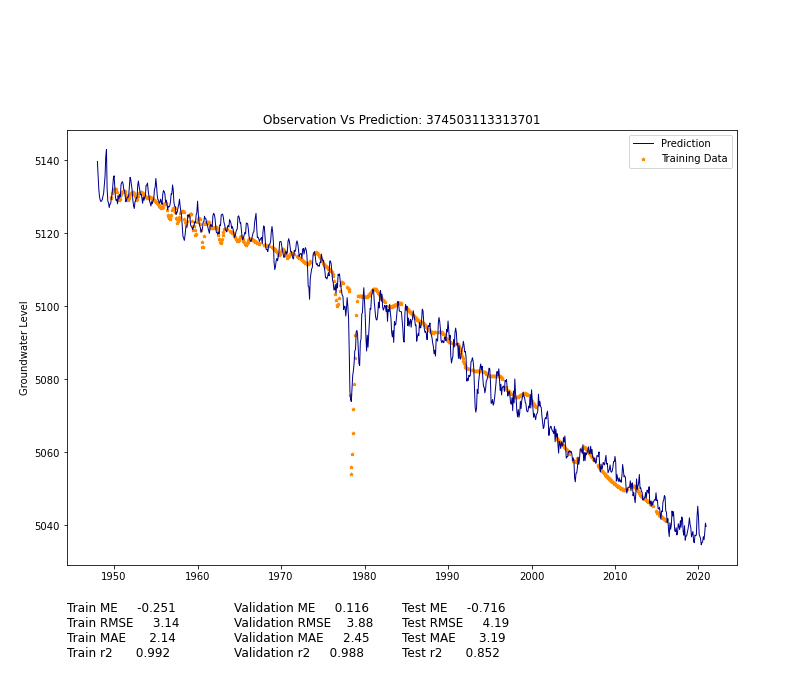 Observation Vs Prediction: 374503113313701
Prediction
Training Data
Groundwater Level
5140
5120
5100
5080
5060
5040
1950 1960 1970 1980 1990 2000 2010 2020
Train ME -0.251 Validation ME 0.116 Test ME -0.716
Train RMSE 3.14 Validation RMSE 3.88 Test RMSE 4.19
Train MAE 2.14 Validation MAE 2.45 Test MAE 3.19
Train r2 0.992 Validation r2 0.988 Test r2 0.852